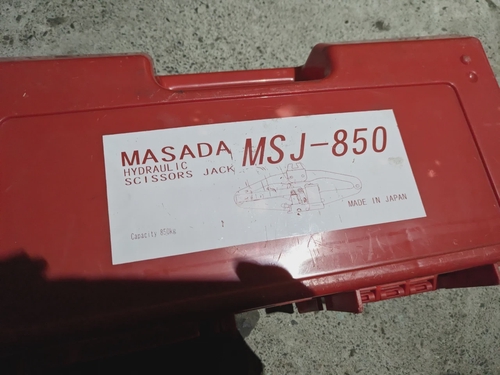 MASADA MSJ-850
HYDRAULIC
SCISSORS JACK
MADE IN JAPAN
Capacity 850kg